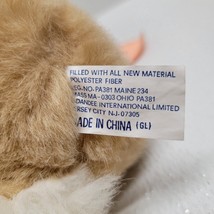 FILLED WITH ALL NEW MATERIAL
POLYESTER FIBER
REG-NO-PA381 MAINE 234
MASS MA-0303 OHIO PA381
DANDEE INTERNATIONAL LIMITED
JERSEY CITY NJ-07305
MADE IN CHINA (GL)